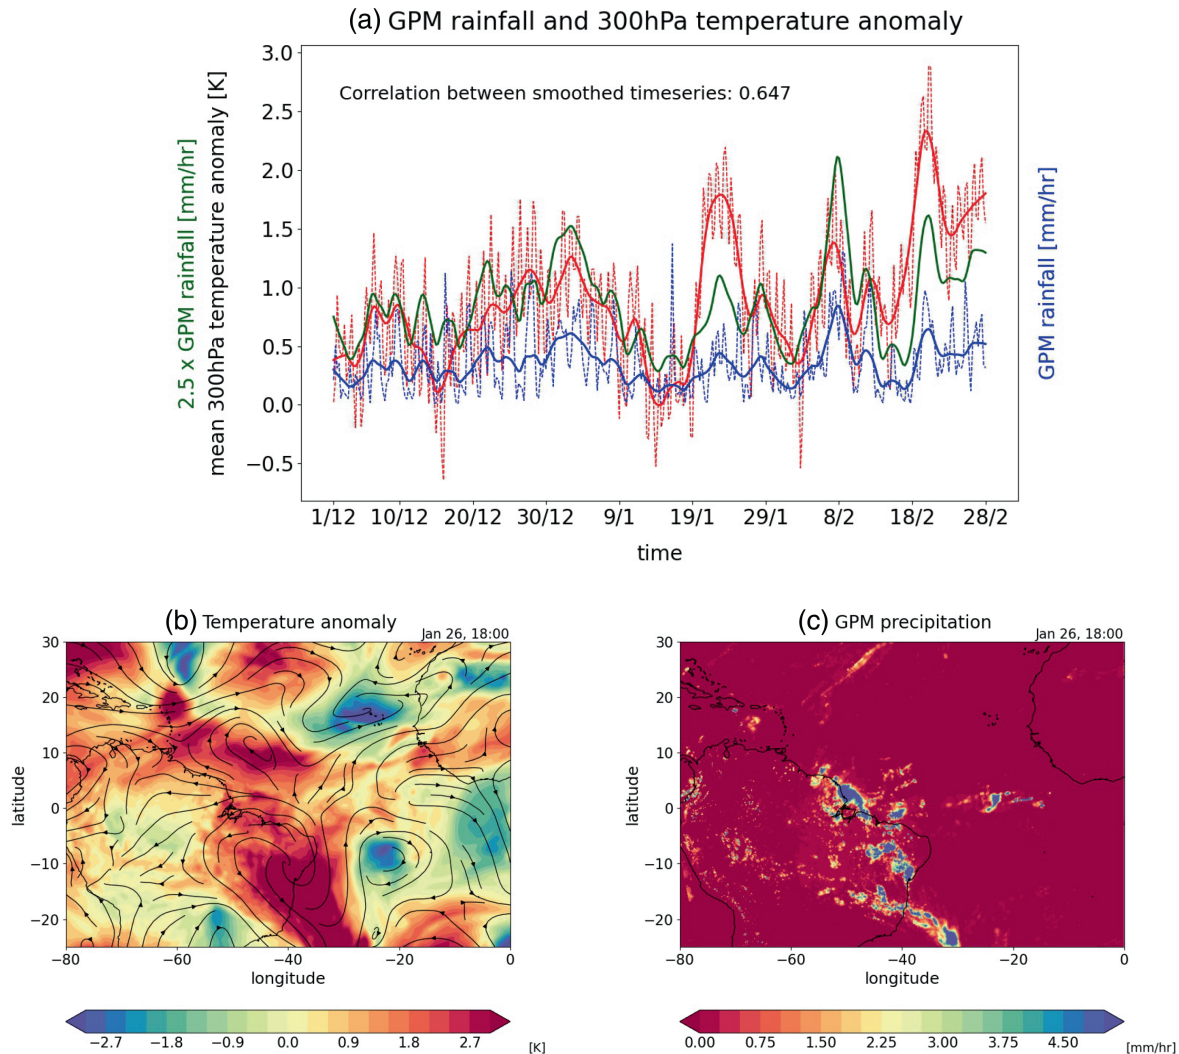 (a) GPM rainfall and 300hPa temperature anomaly
Correlation between smoothed timeseries: 0.647
2.5 x GPM rainfall [mm/hr]
mean 300hPa temperature anomaly [K]
GPM rainfall [mm/hr]
3.0
2.5
2.0
1.5
1.0
0.5
0.0
−0.5
1/12 10/12 20/12 30/12 9/1 19/1 29/1 8/2 18/2 28/2
time
(b) Temperature anomaly
Jan 26, 18:00
latitude
30
20
10
0
−10
−20
−80 −60 −40 −20 0
longitude
−2.7 −1.8 −0.9 0.0 0.9 1.8 2.7
[K]
(c) GPM precipitation
Jan 26, 18:00
latitude
30
20
10
0
−10
−20
−80 −60 −40 −20 0
longitude
0.00 0.75 1.50 2.25 3.00 3.75 4.50
[mm/hr]